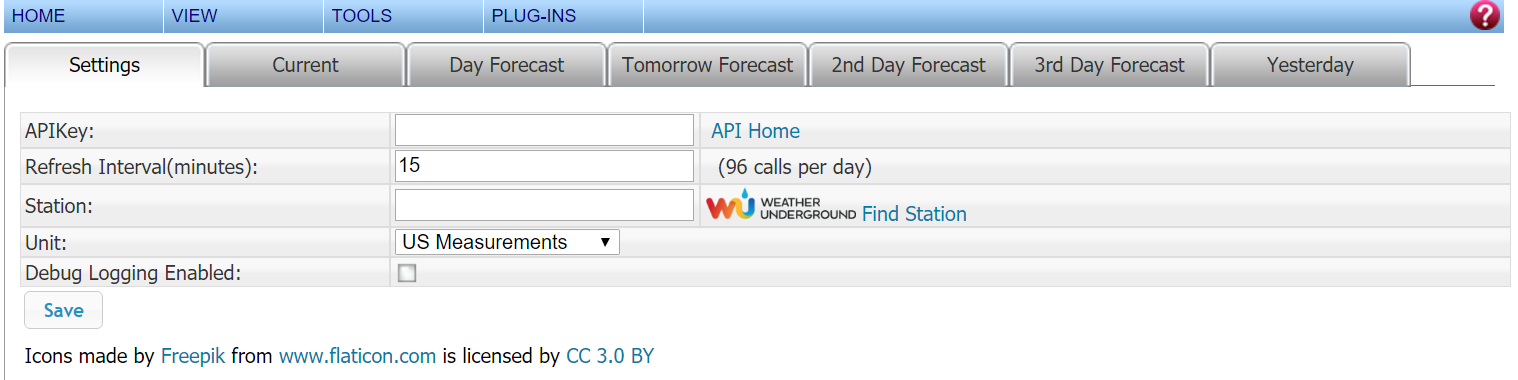 HOME VIEW TOOLS PLUG-INS ?
Settings Current Day Forecast Tomorrow Forecast 2nd Day Forecast 3rd Day Forecast Yesterday
APIKey: API Home
Refresh Interval(minutes): 15 (96 calls per day)
Station: WU WEATHER UNDERGROUND Find Station
Unit: US Measurements
Debug Logging Enabled:
Save
Icons made by Freepik from www.flaticon.com is licensed by CC 3.0 BY